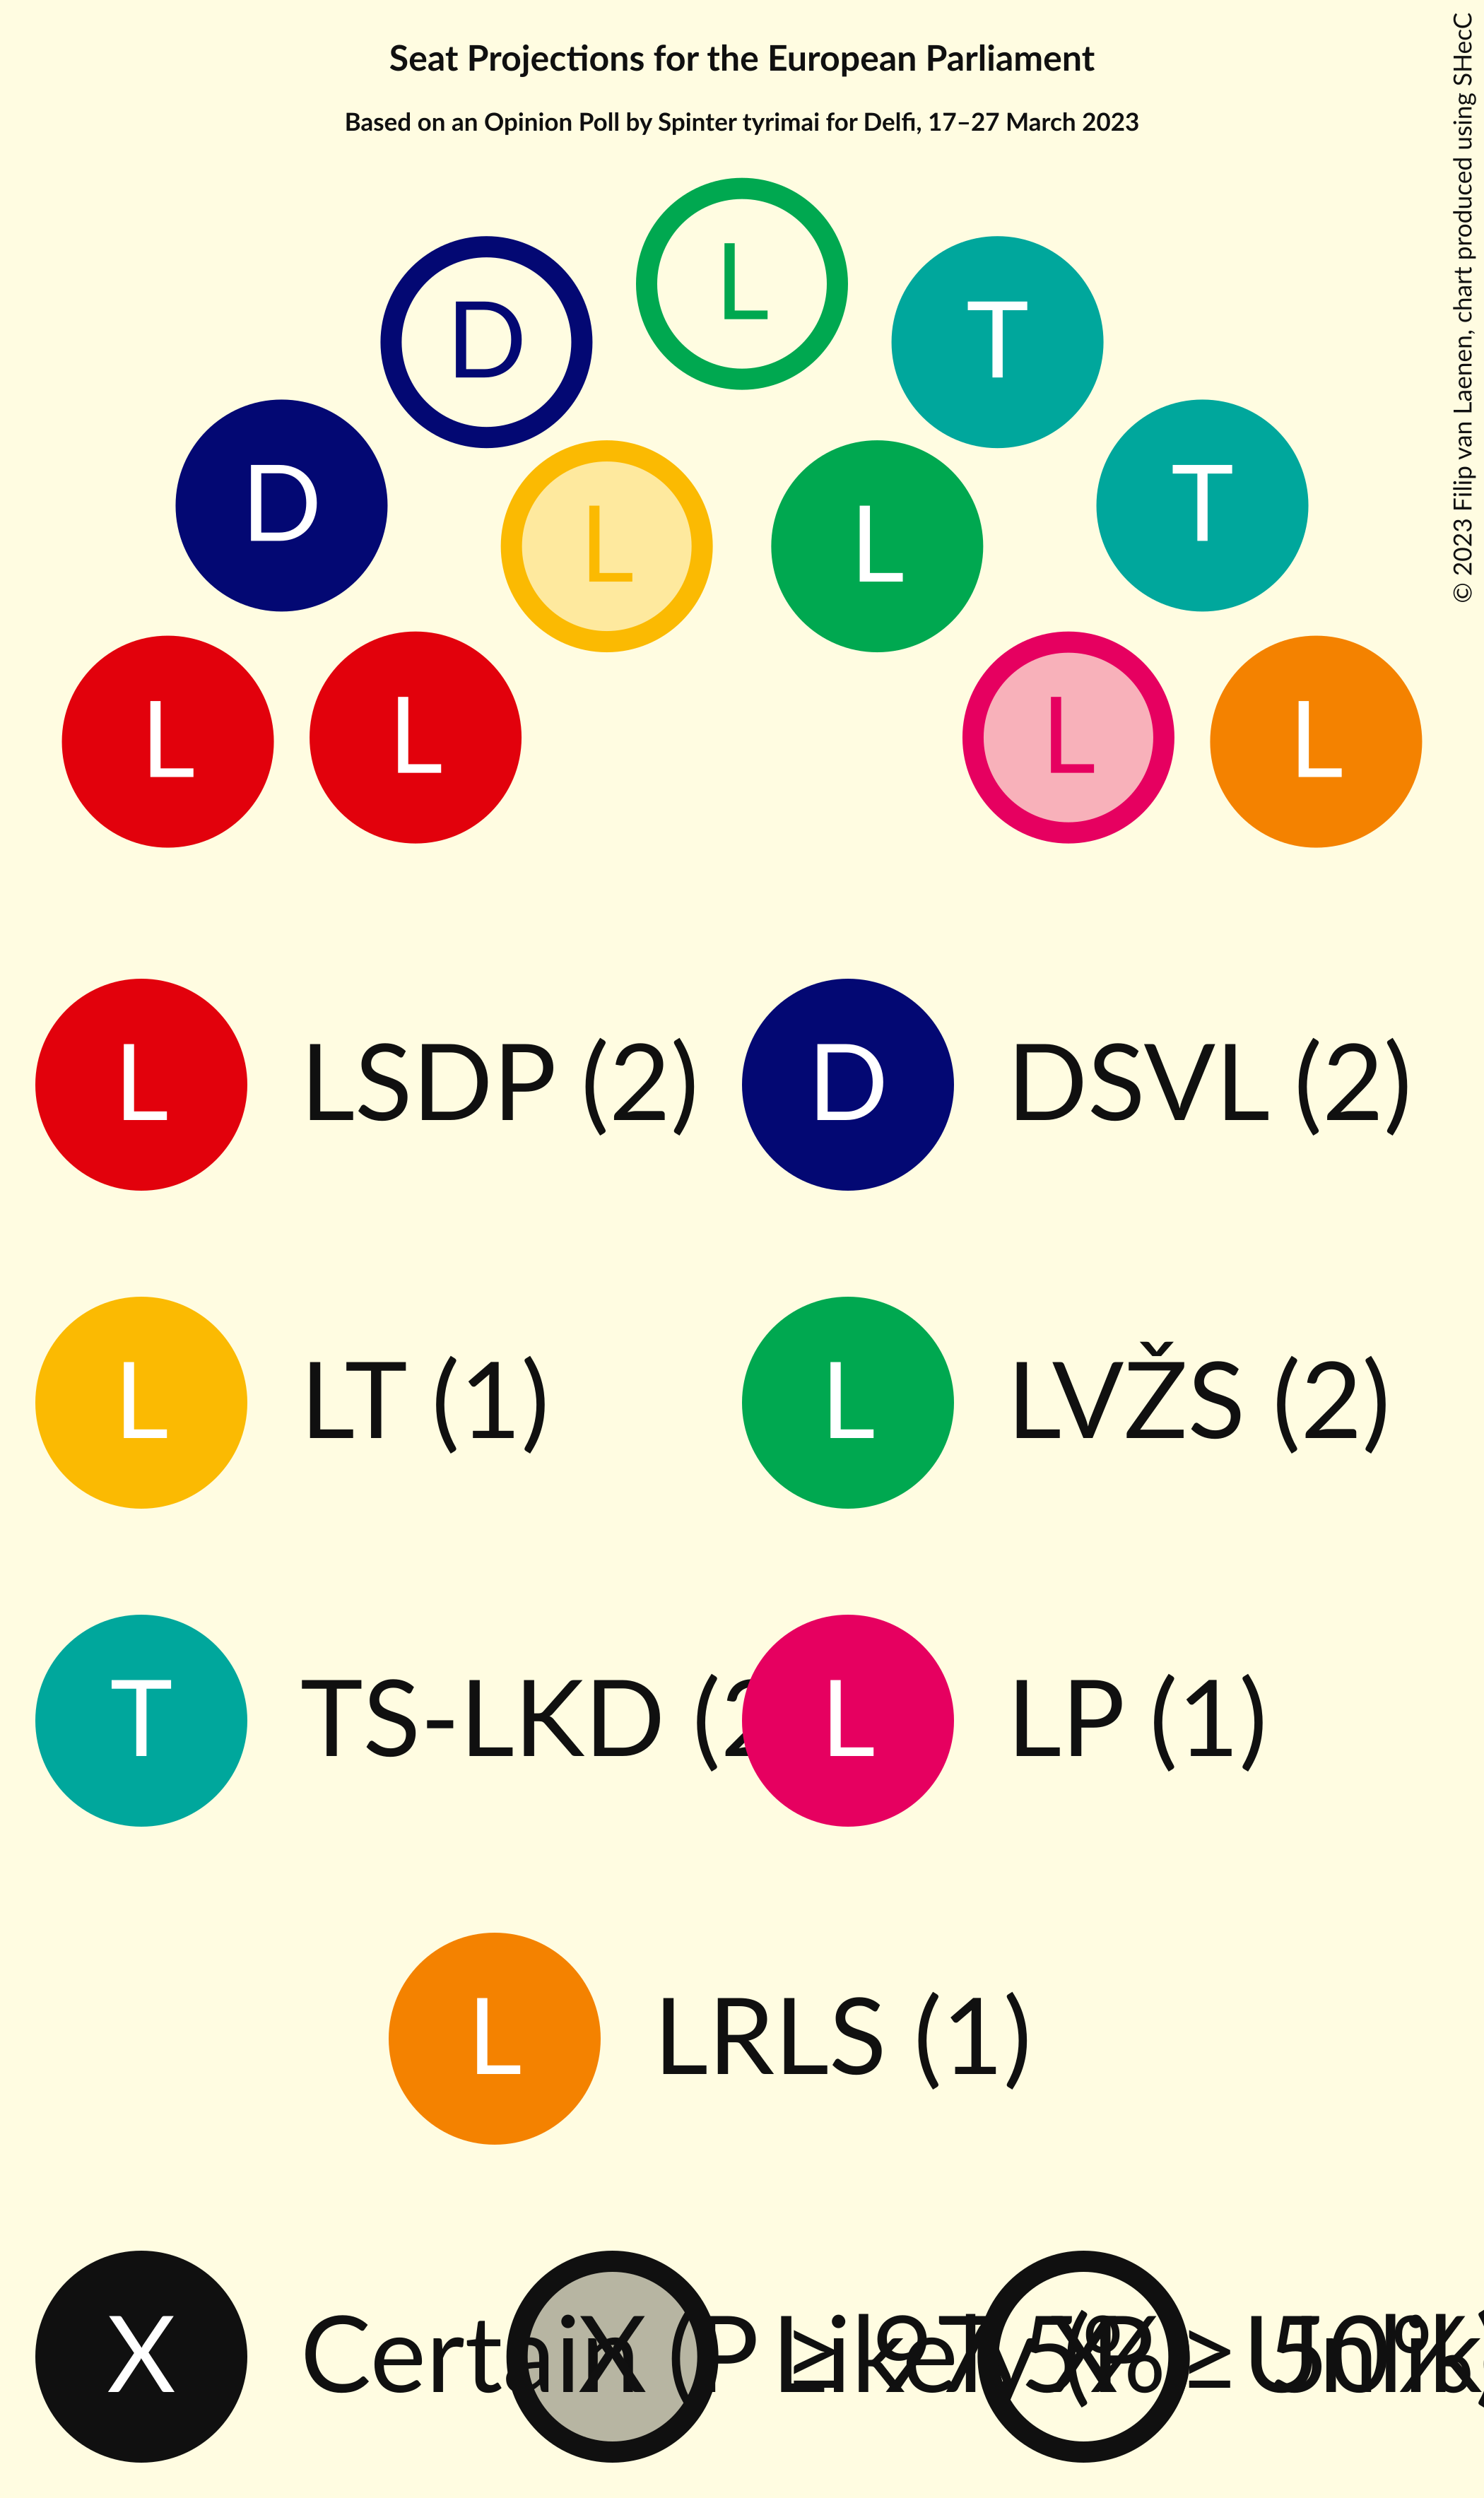 Seat Projections for the European Parliament
Based on an Opinion Poll by Spinter tyrimai for Delfi, 17–27 March 2023
© 2023 Filip van Laenen, chart produced using SHecC
L
D
T
D
L
L
T
L
L
L
L
L LSDP (2)
D DSVL (2)
L LT (1)
L LVŽS (2)
T TS-LKD (2
L LP (1)
L LRLS (1)
X Certain
X Likely
X